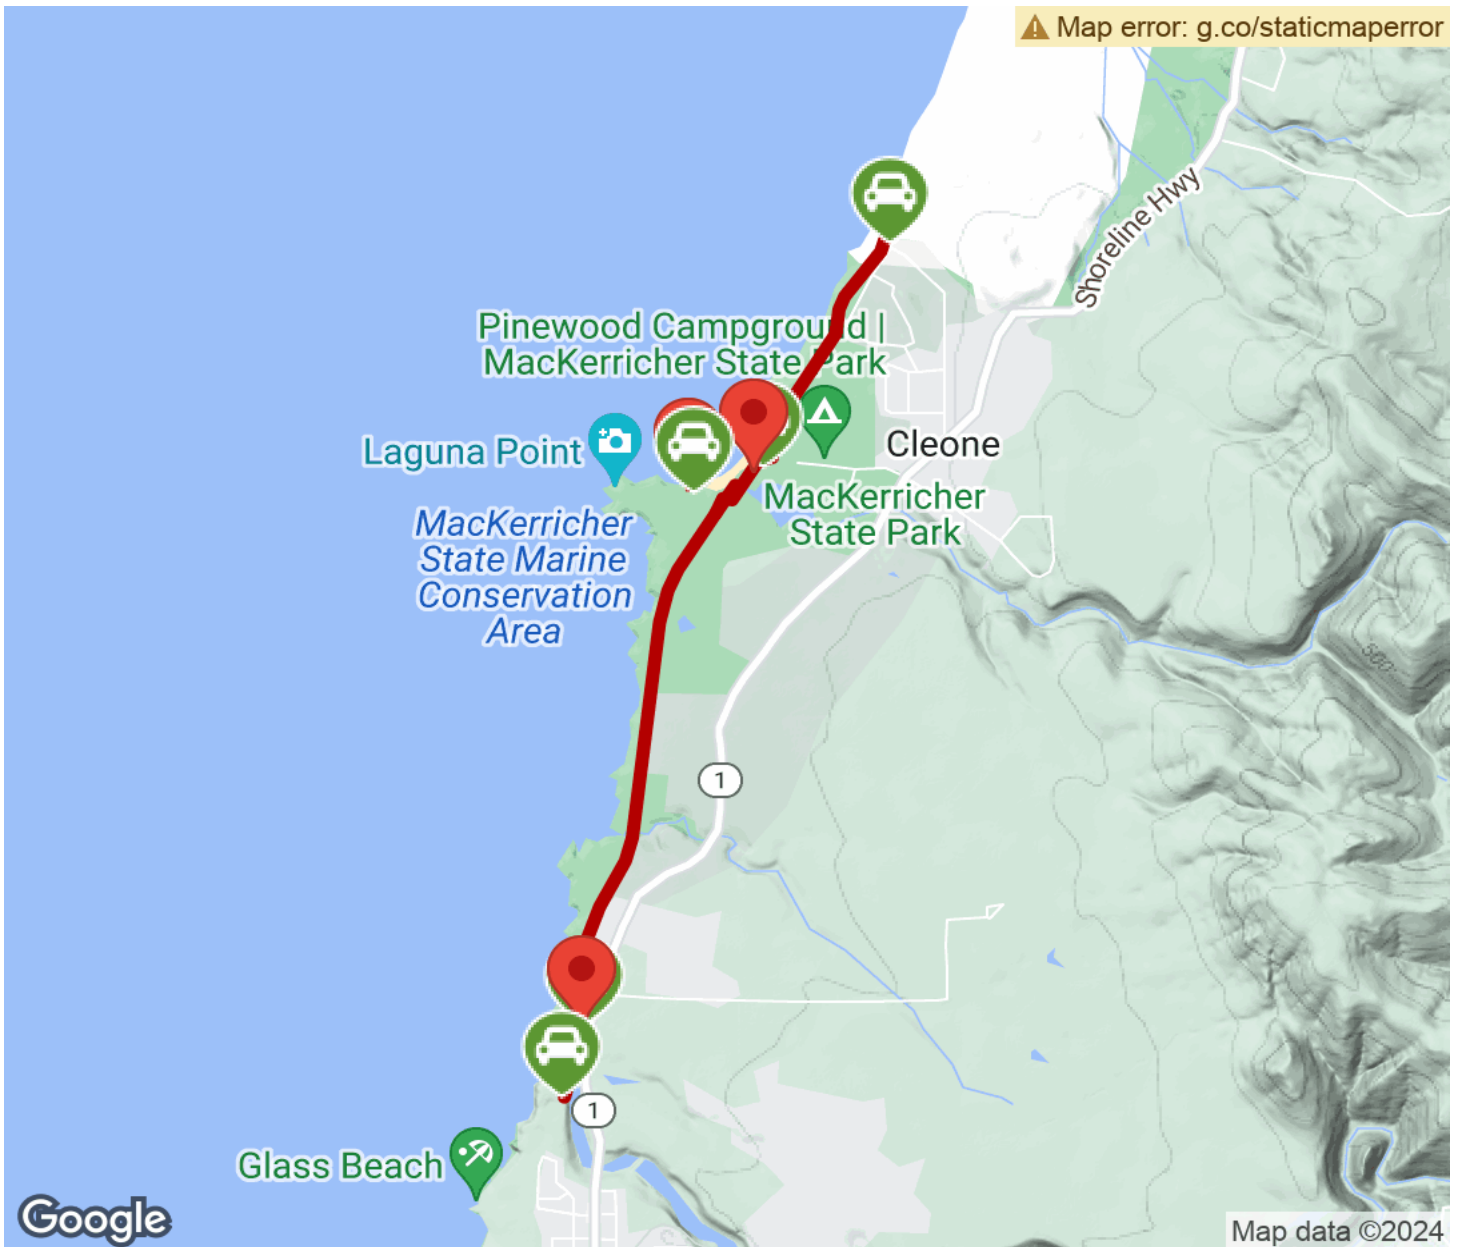 Map error: g.co/staticmaperror
Shoreline Hwy
Pinewood Campground |
MacKerricher State Park
Laguna Point
Cleone
MacKerricher
State Park
MacKerricher
State Marine
Conservation
Area
500
1
1
Glass Beach
Google
Map data ©2024